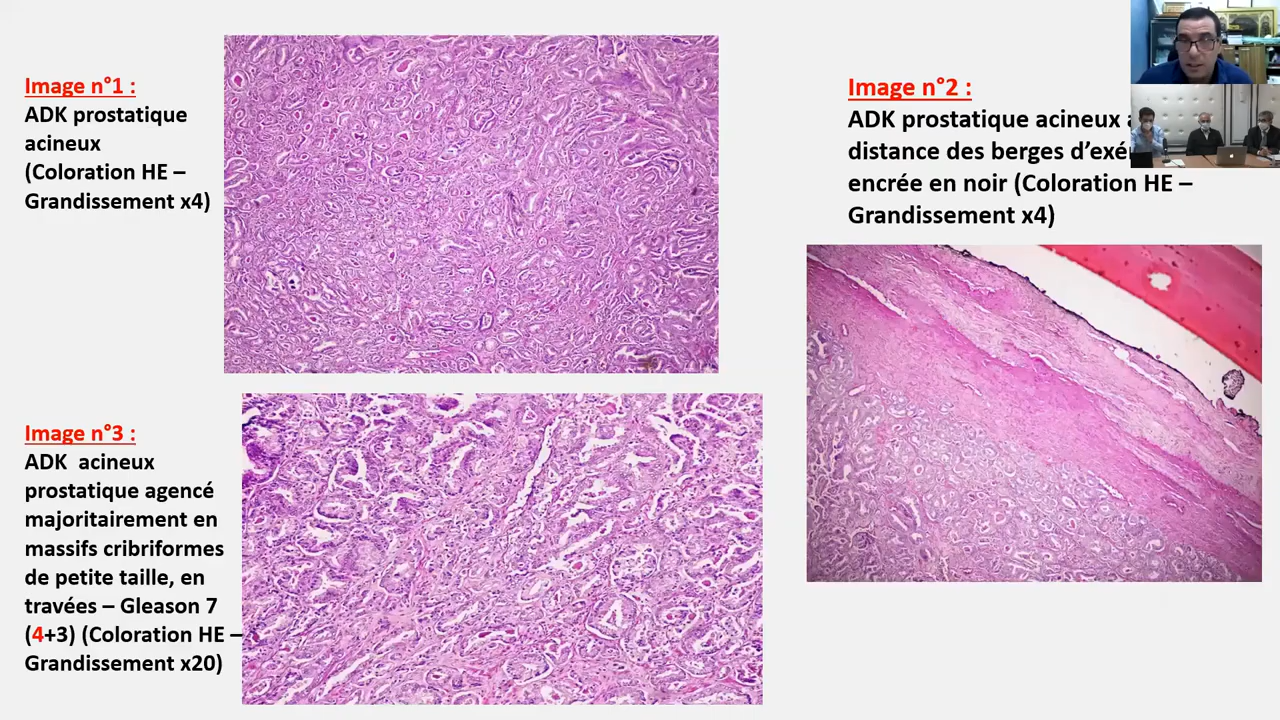 Image n°1 :
ADK prostatique
acineux
(Coloration HE –
Grandissement x4)
Image n°2 :
ADK prostatique acineux
distance des berges
encrée en noir (Coloration HE –
Grandissement x4)
Image n°3 :
ADK acineux
prostatique agencé
majoritairement en
massifs cribriformes
de petite taille, en
travées – Gleason 7
(4+3) (Coloration HE –
Grandissement x20)